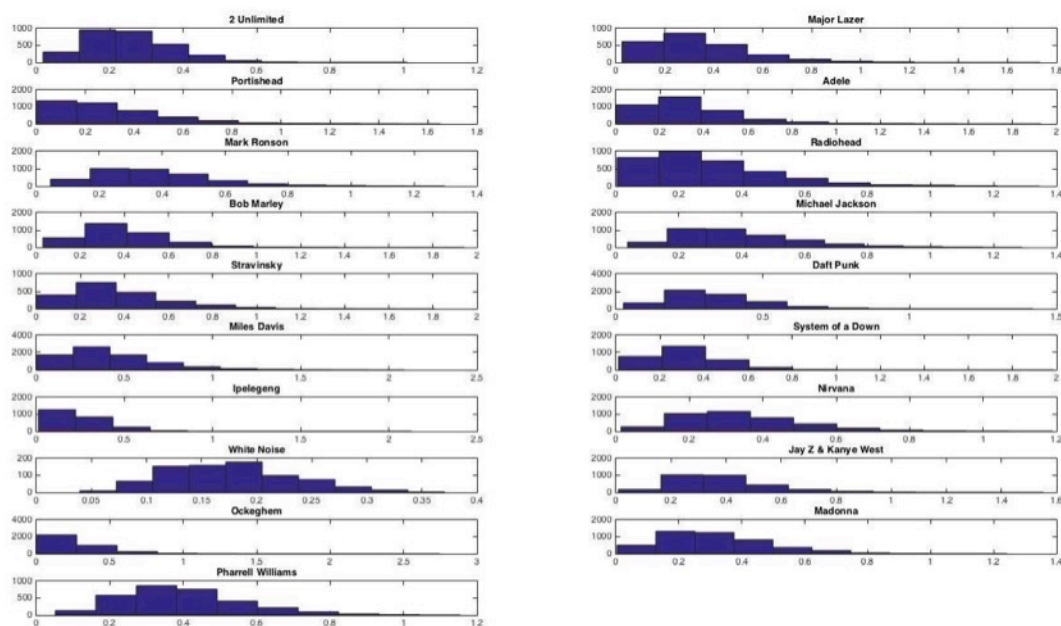 2 Unlimited
1000
500
0
0 0.2 0.4 0.6 0.8 1 1.2
Portishead
2000
1000
0
0 0.2 0.4 0.6 0.8 1 1.2 1.4 1.6 1.8
Mark Ronson
2000
1000
0
0 0.2 0.4 0.6 0.8 1 1.2 1.4
Bob Marley
2000
1000
0
0 0.2 0.4 0.6 0.8 1 1.2 1.4 1.6 1.8 2
Stravinsky
1000
500
0
0 0.2 0.4 0.6 0.8 1 1.2 1.4 1.6 1.8 2
Miles Davis
4000
2000
0
0 0.5 1 1.5 2 2.5
Ipelegeng
2000
1000
0
0 0.5 1 1.5 2 2.5
White Noise
200
100
0
0 0.05 0.1 0.15 0.2 0.25 0.3 0.35 0.4
Ockeghem
4000
2000
0
0 0.5 1 1.5 2 2.5 3
Pharrell Williams
1000
500
0
0 0.2 0.4 0.6 0.8 1 1.2
Major Lazer
1000
500
0
0 0.2 0.4 0.6 0.8 1 1.2 1.4 1.6 1.8
Adele
2000
1000
0
0 0.2 0.4 0.6 0.8 1 1.2 1.4 1.6 1.8 2
Radiohead
1000
500
0
0 0.2 0.4 0.6 0.8 1 1.2 1.4
Michael Jackson
2000
1000
0
0 0.2 0.4 0.6 0.8 1 1.2 1.4
Daft Punk
4000
2000
0
0 0.5 1 1.5
System of a Down
2000
1000
0
0 0.2 0.4 0.6 0.8 1 1.2 1.4 1.6 1.8 2
Nirvana
2000
1000
0
0 0.2 0.4 0.6 0.8 1 1.2
Jay Z & Kanye West
2000
1000
0
0 0.2 0.4 0.6 0.8 1 1.2 1.4 1.6
Madonna
2000
1000
0
0 0.2 0.4 0.6 0.8 1 1.2 1.4